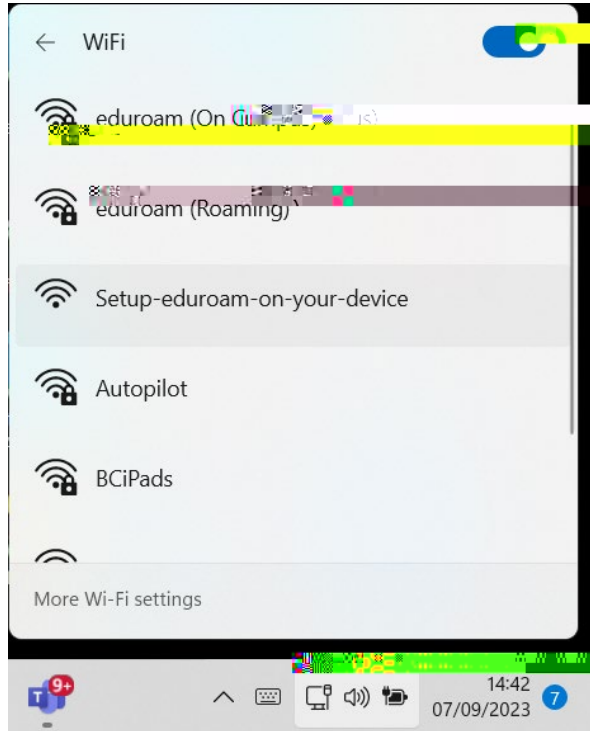 WiFi
eduroam (On Campus)
eduroam (Roaming)
Setup-eduroam-on-your-device
Autopilot
BCiPads
More Wi-Fi settings
T 9+
14:42
07/09/2023 7